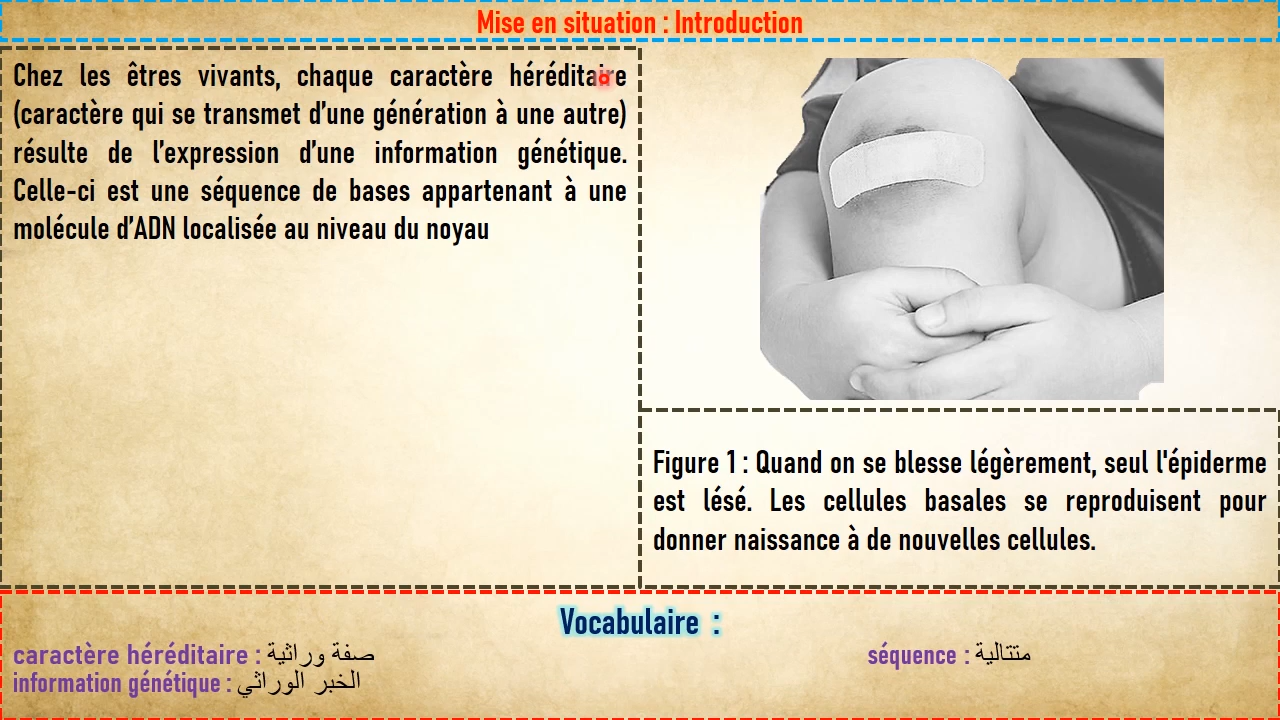 Mise en situation : Introduction
Chez les êtres vivants, chaque caractère héréditaire
(caractère qui se transmet d’une génération à une autre)
résulte de l’expression d’une information génétique.
Celle-ci est une séquence de bases appartenant à une
molécule d’ADN localisée au niveau du noyau
Figure 1 : Quand on se blesse légèrement, seul l'épiderme
est lésé. Les cellules basales se reproduisent pour
donner naissance à de nouvelles cellules.
Vocabulaire :
caractère héréditaire : صفة وراثية
séquence : متتالية
information génétique : الخبر الوراثي